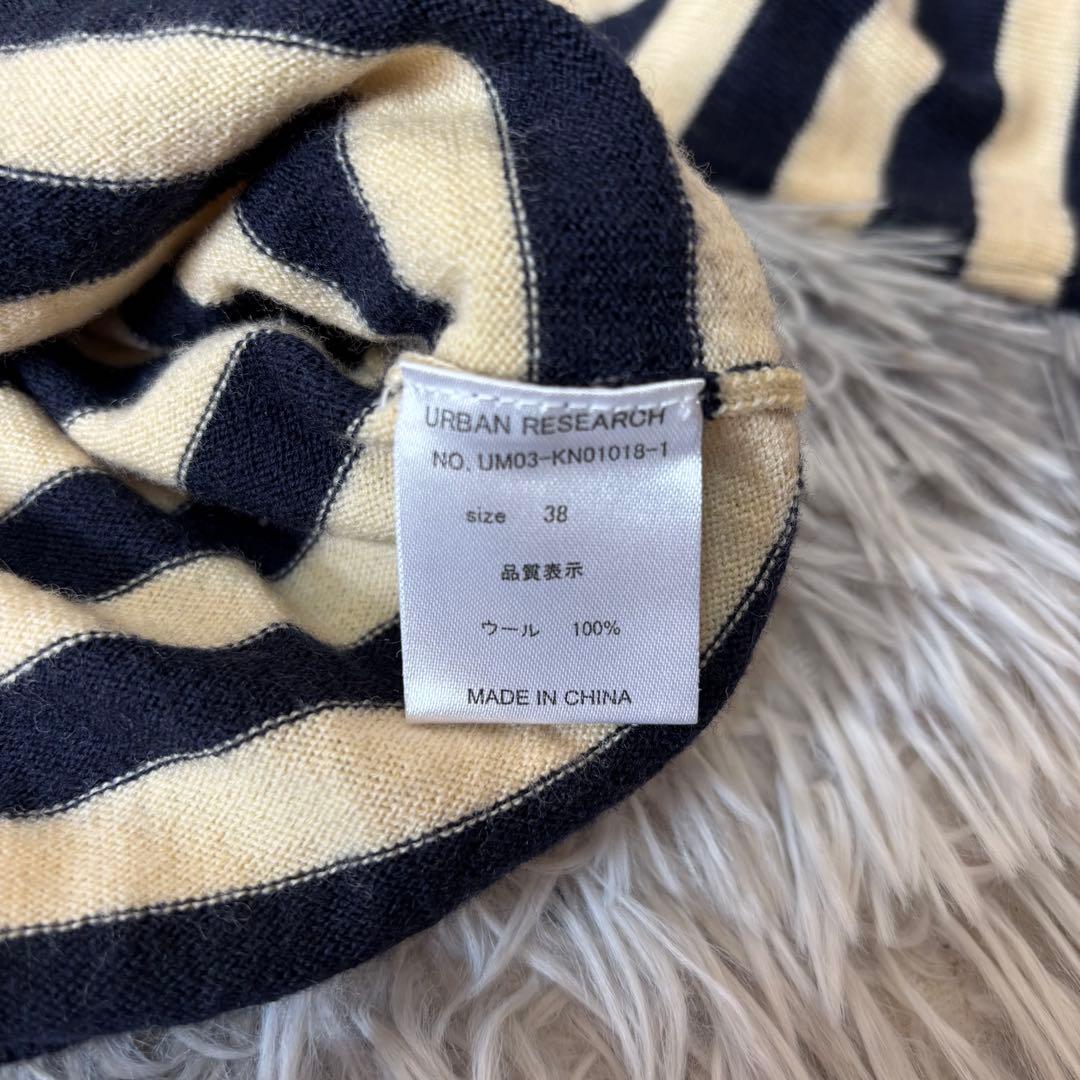 URBAN RESEARCH
NO. UM03-KN01018-1
size 38
品質表示
ウール 100%
MADE IN CHINA